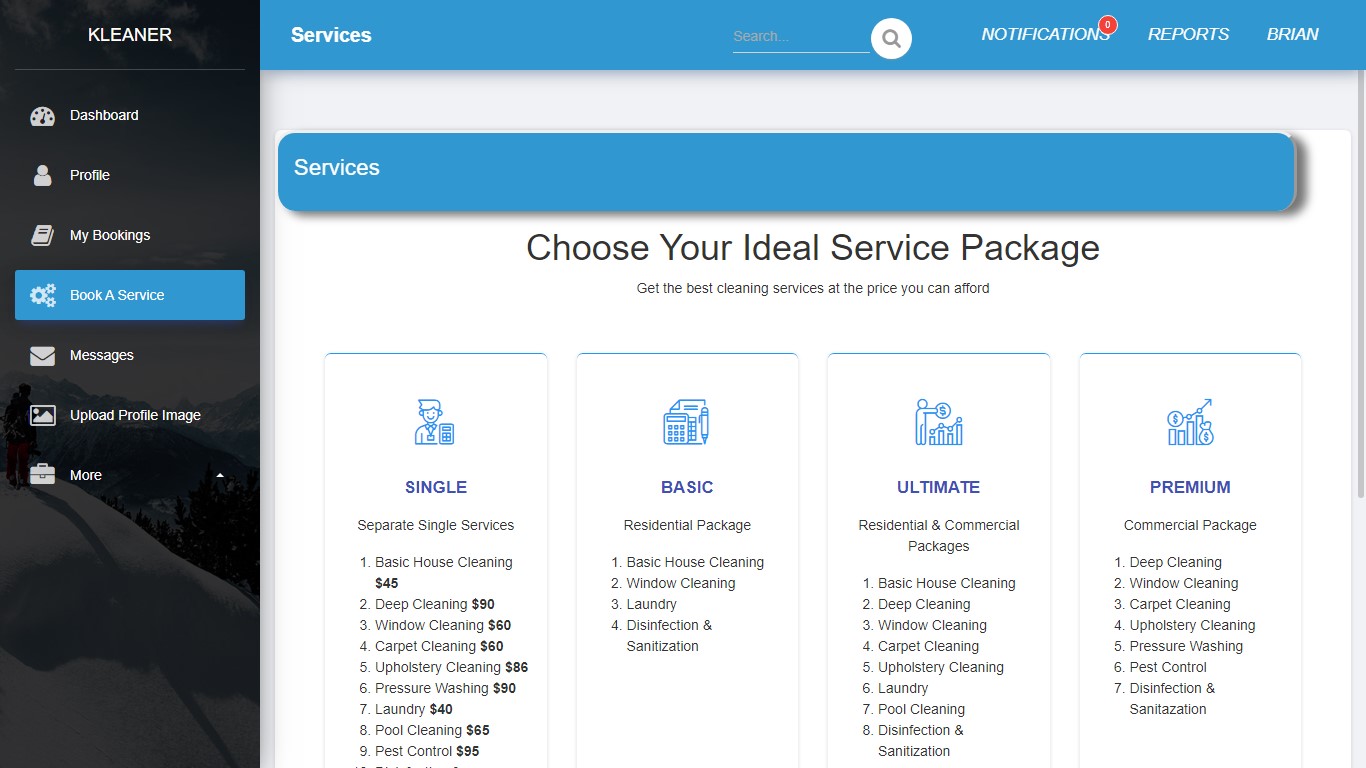 KLEANER
Dashboard
Profile
My Bookings
Book A Service
Messages
Upload Profile Image
More
Services
Search...
NOTIFICATIONS
0
REPORTS
BRIAN
Services
Choose Your Ideal Service Package
Get the best cleaning services at the price you can afford
SINGLE
Separate Single Services
1. Basic House Cleaning
$45
2. Deep Cleaning $90
3. Window Cleaning $60
4. Carpet Cleaning $60
5. Upholstery Cleaning $86
6. Pressure Washing $90
7. Laundry $40
8. Pool Cleaning $65
9. Pest Control $95
BASIC
Residential Package
1. Basic House Cleaning
2. Window Cleaning
3. Laundry
4. Disinfection &
Sanitization
ULTIMATE
Residential & Commercial
Packages
1. Basic House Cleaning
2. Deep Cleaning
3. Window Cleaning
4. Carpet Cleaning
5. Upholstery Cleaning
6. Laundry
7. Pool Cleaning
8. Disinfection &
Sanitization
PREMIUM
Commercial Package
1. Deep Cleaning
2. Window Cleaning
3. Carpet Cleaning
4. Upholstery Cleaning
5. Pressure Washing
6. Pest Control
7. Disinfection &
Sanitazation